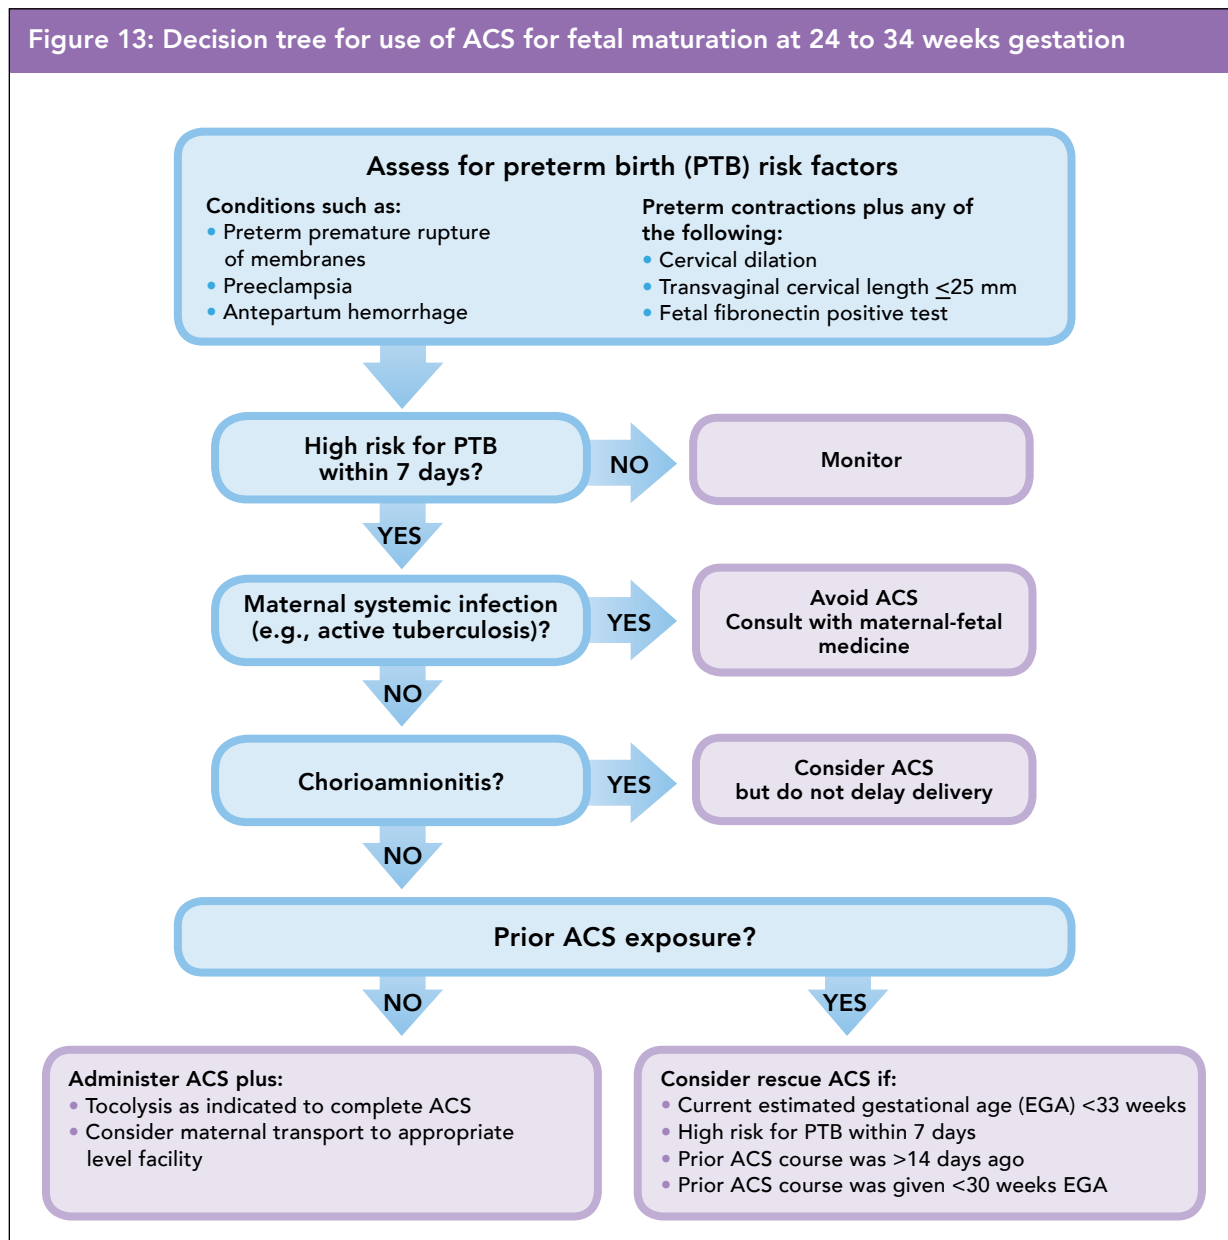 Figure 13: Decision tree for use of ACS for fetal maturation at 24 to 34 weeks gestation
Assess for preterm birth (PTB) risk factors
Conditions such as:
• Preterm premature rupture
of membranes
• Preeclampsia
• Antepartum hemorrhage
Preterm contractions plus any of
the following:
• Cervical dilation
• Transvaginal cervical length ≤25 mm
• Fetal fibronectin positive test
High risk for PTB
within 7 days?
NO
Monitor
YES
Maternal systemic infection
(e.g., active tuberculosis)?
YES
Avoid ACS
Consult with maternal-fetal
medicine
NO
Chorioamnionitis?
YES
Consider ACS
but do not delay delivery
NO
Prior ACS exposure?
NO
YES
Administer ACS plus:
• Tocolysis as indicated to complete ACS
• Consider maternal transport to appropriate
level facility
Consider rescue ACS if:
• Current estimated gestational age (EGA) <33 weeks
• High risk for PTB within 7 days
• Prior ACS course was >14 days ago
• Prior ACS course was given <30 weeks EGA